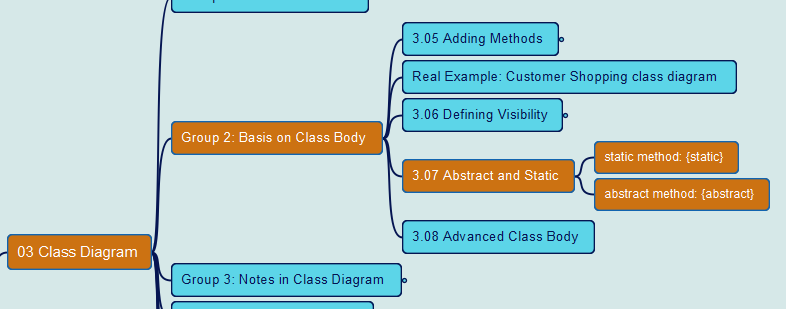 3.05 Adding Methods
Real Example: Customer Shopping class diagram
3.06 Defining Visibility
Group 2: Basis on Class Body
static method: {static}
3.07 Abstract and Static
abstract method: {abstract}
3.08 Advanced Class Body
03 Class Diagram
Group 3: Notes in Class Diagram